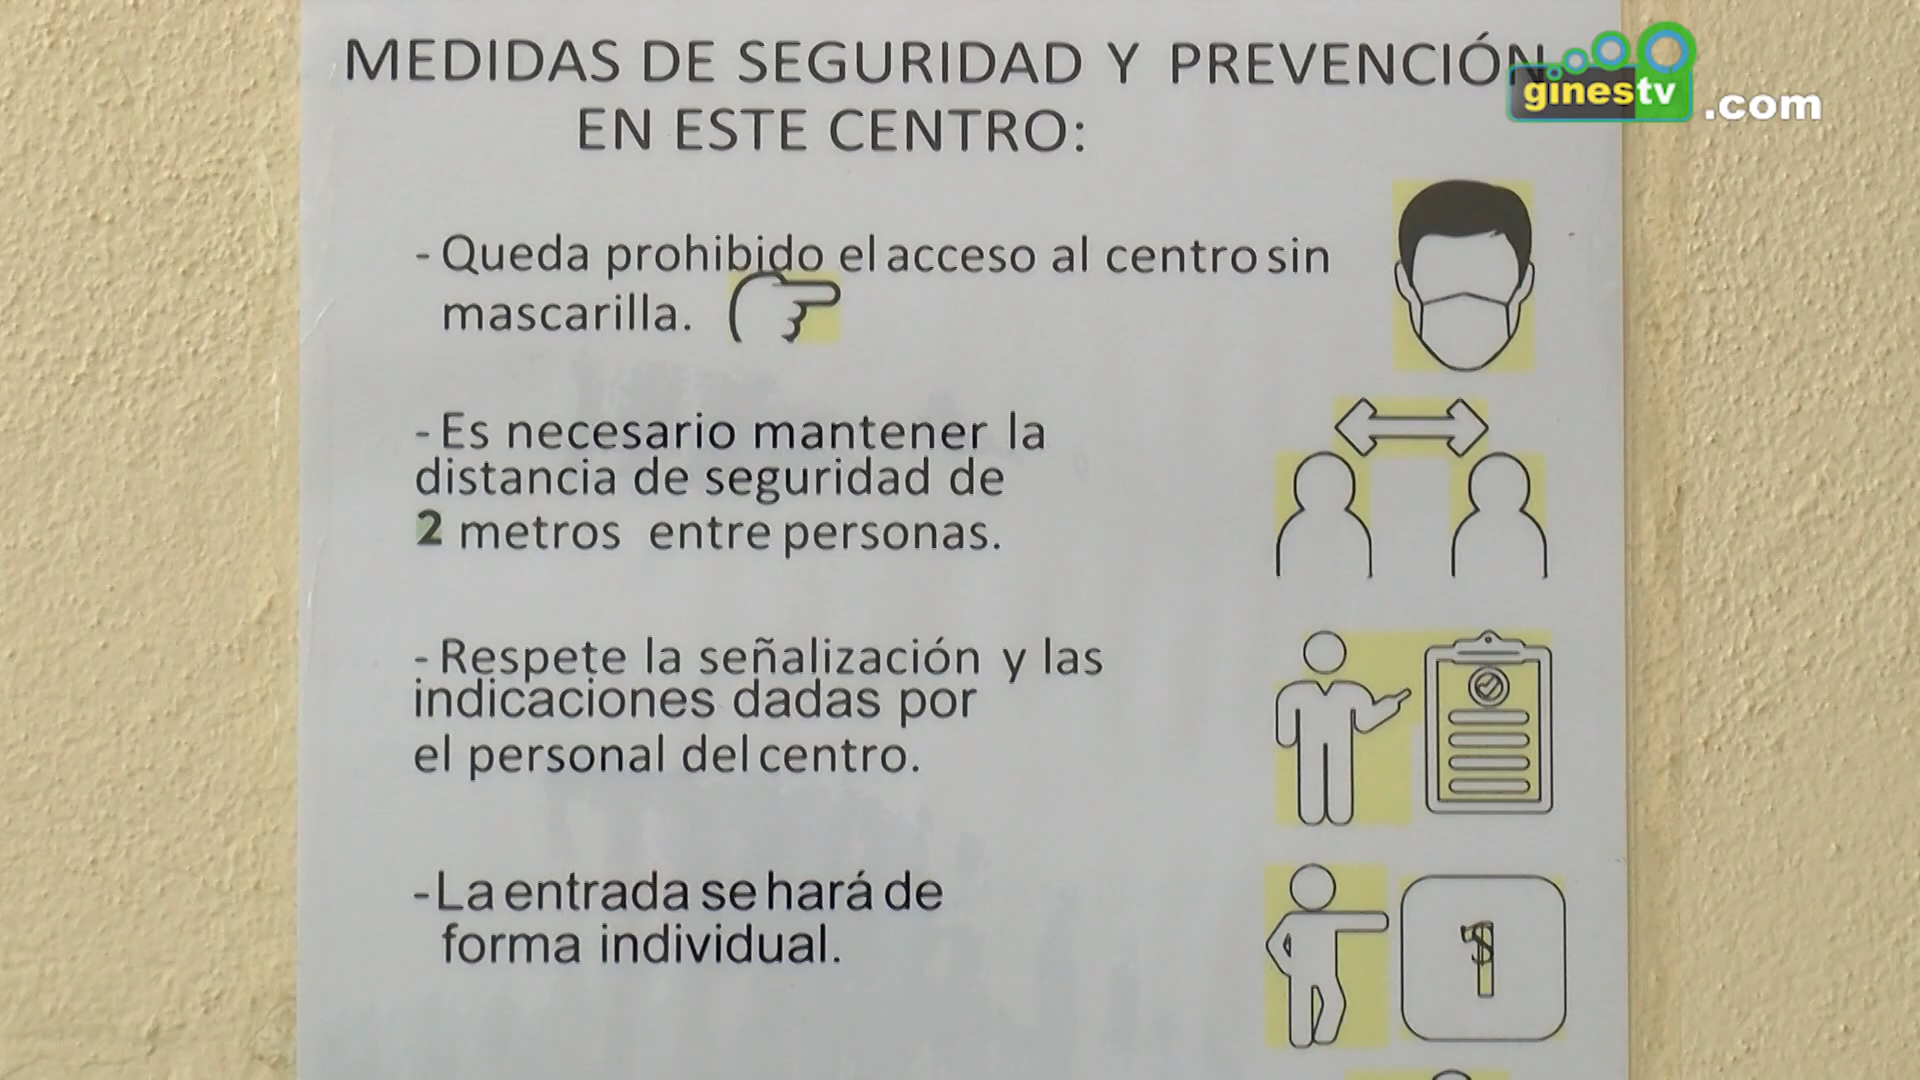 MEDIDAS DE SEGURIDAD Y PREVENCIÓN
EN ESTE CENTRO:
ginestv.com
- Queda prohibido el acceso al centro sin
mascarilla.
- Es necesario mantener la
distancia de seguridad de
2 metros entre personas.
- Respete la señalización y las
indicaciones dadas por
el personal del centro.
- La entrada se hará de
forma individual.
1